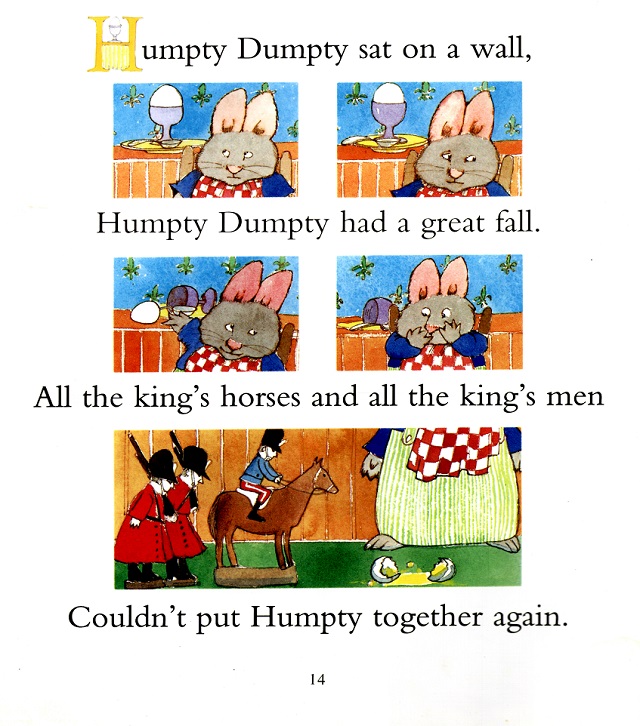 Humpty Dumpty sat on a wall,
Humpty Dumpty had a great fall.
All the king's horses and all the king's men
Couldn't put Humpty together again.
14